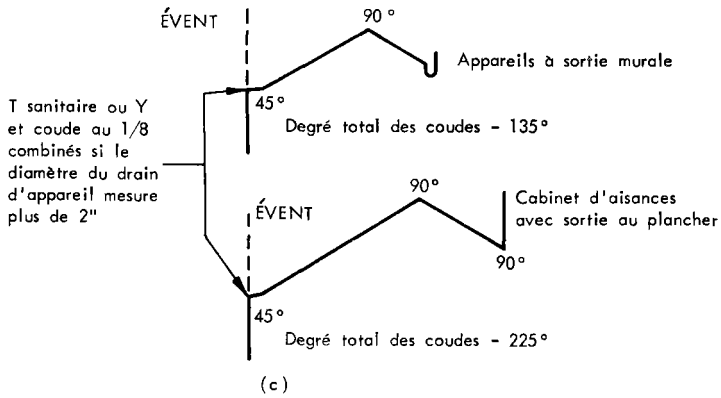 ÉVENT
90°
Appareils à sortie murale
45°
Degré total des coudes - 135°
T sanitaire ou Y
et coude au 1/8
combinés si le
diamètre du drain
d'appareil mesure
plus de 2"
ÉVENT
90°
Cabinet d'aisances
avec sortie au plancher
90°
45°
Degré total des coudes - 225°
(c)